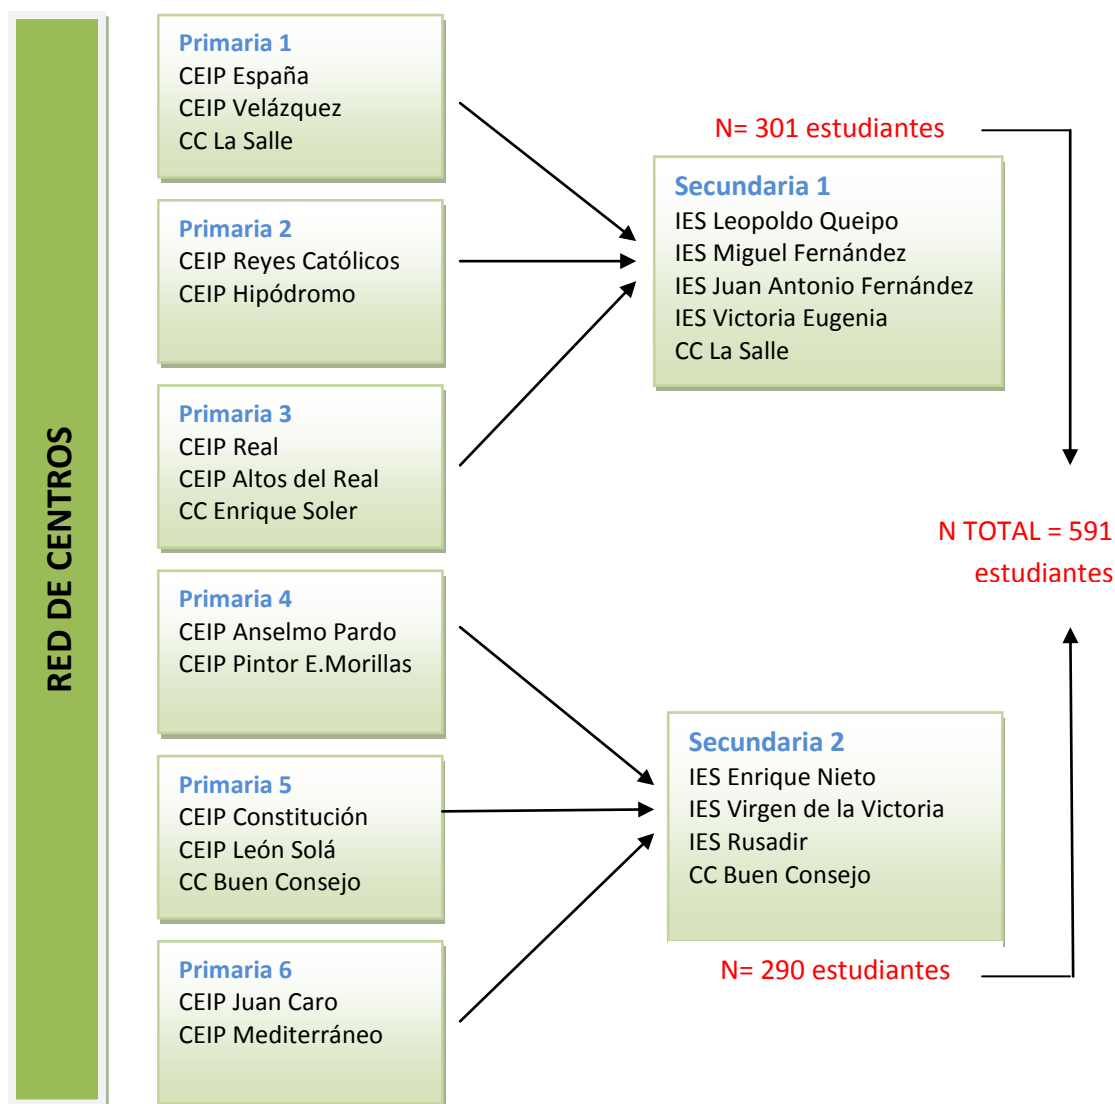 RED DE CENTROS
Primaria 1
CEIP España
CEIP Velázquez
CC La Salle
Primaria 2
CEIP Reyes Católicos
CEIP Hipódromo
Primaria 3
CEIP Real
CEIP Altos del Real
CC Enrique Soler
Primaria 4
CEIP Anselmo Pardo
CEIP Pintor E.Morillas
Primaria 5
CEIP Constitución
CEIP León Solá
CC Buen Consejo
Primaria 6
CEIP Juan Caro
CEIP Mediterráneo
N= 301 estudiantes
Secundaria 1
IES Leopoldo Queipo
IES Miguel Fernández
IES Juan Antonio Fernández
IES Victoria Eugenia
CC La Salle
Secundaria 2
IES Enrique Nieto
IES Virgen de la Victoria
IES Rusadir
CC Buen Consejo
N= 290 estudiantes
N TOTAL = 591
estudiantes